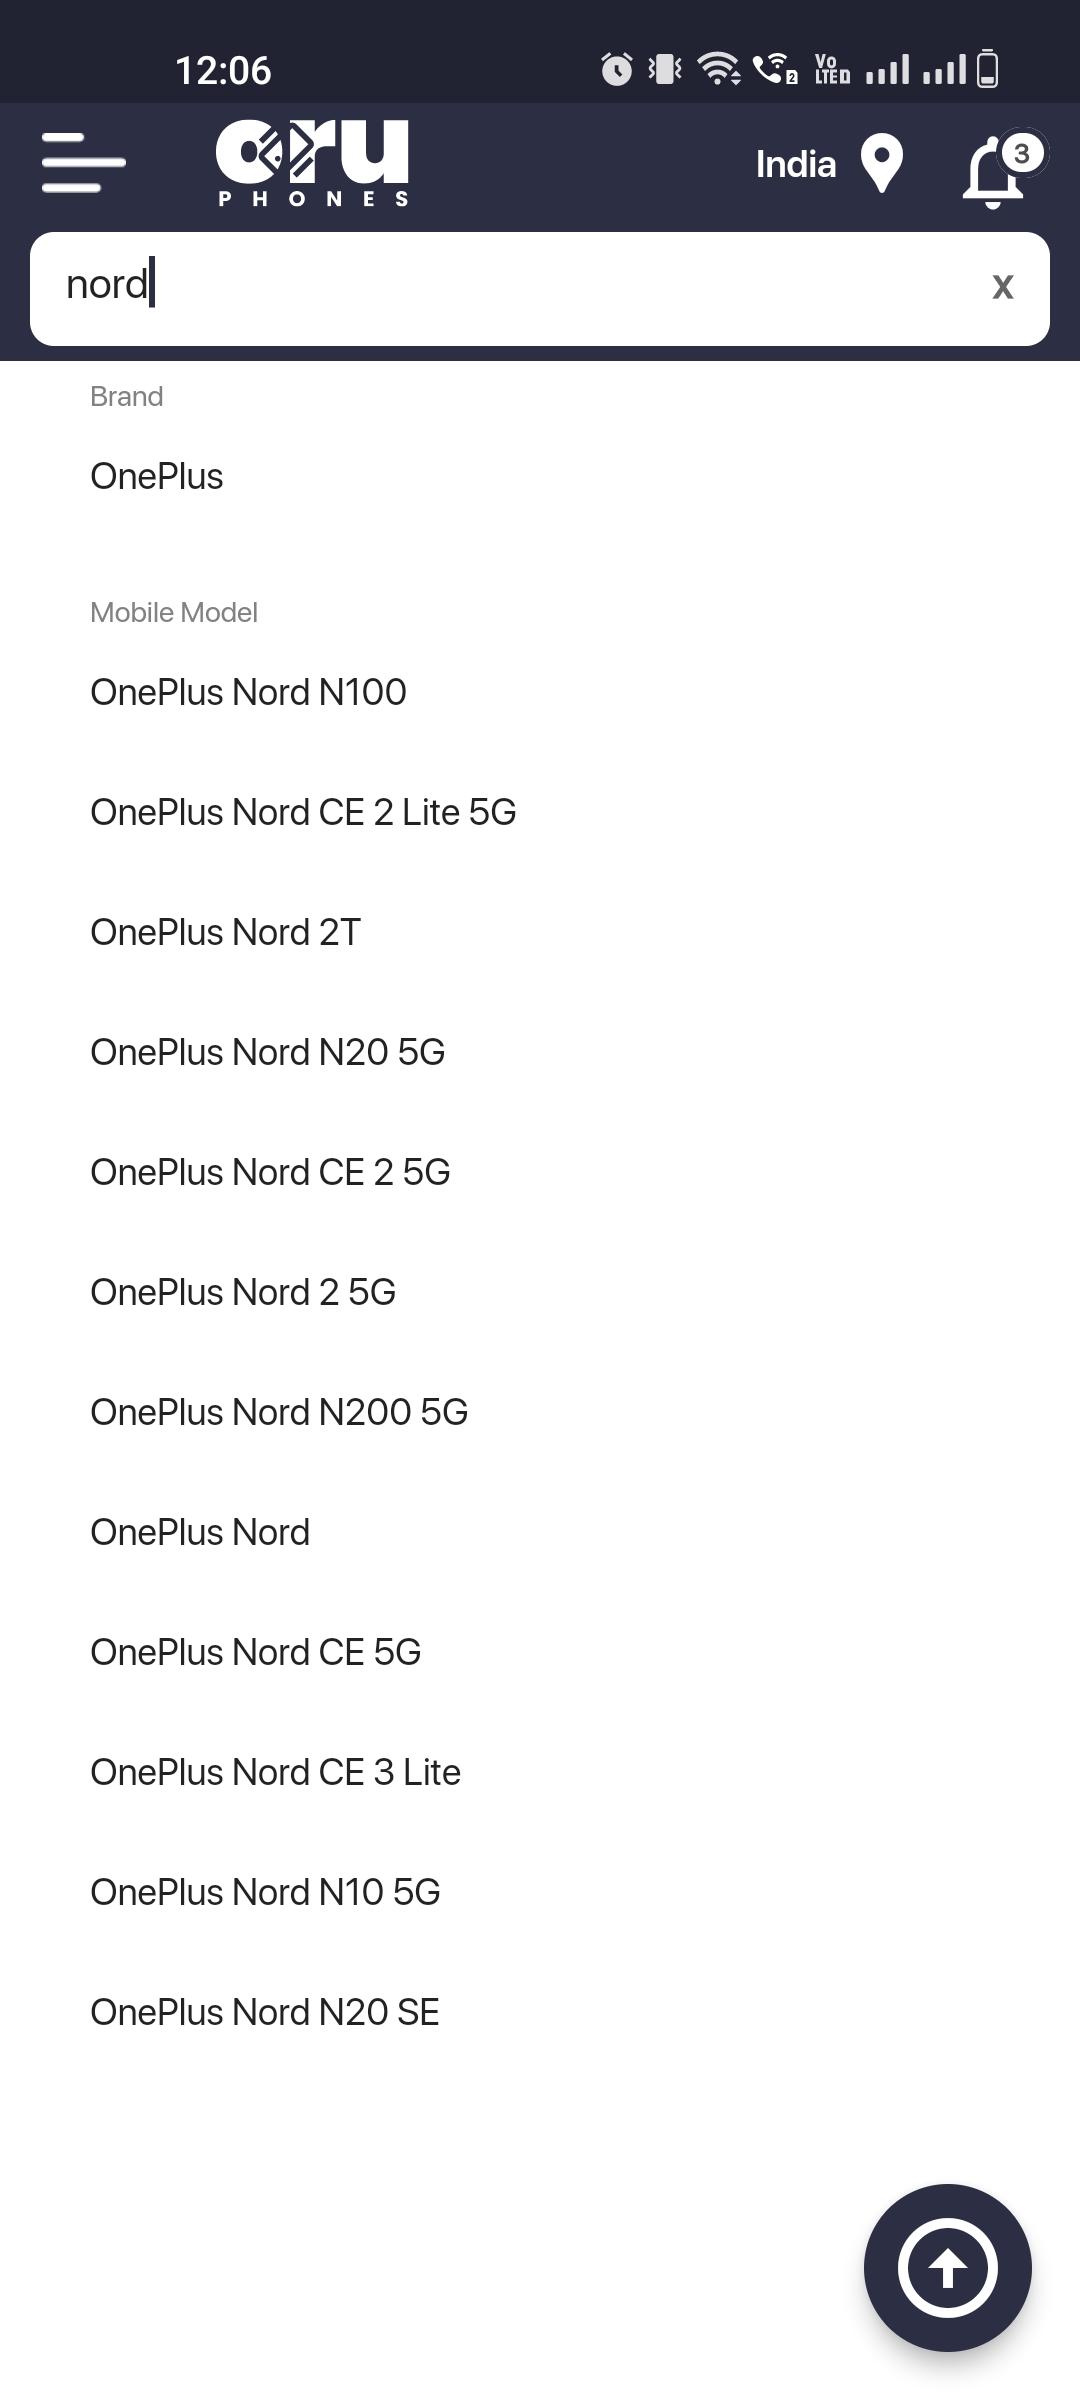 12:06
2
Vo
LTE
oru
PHONES
India
3
nord
x
Brand
OnePlus
Mobile Model
OnePlus Nord N100
OnePlus Nord CE 2 Lite 5G
OnePlus Nord 2T
OnePlus Nord N20 5G
OnePlus Nord CE 2 5G
OnePlus Nord 2 5G
OnePlus Nord N200 5G
OnePlus Nord
OnePlus Nord CE 5G
OnePlus Nord CE 3 Lite
OnePlus Nord N10 5G
OnePlus Nord N20 SE